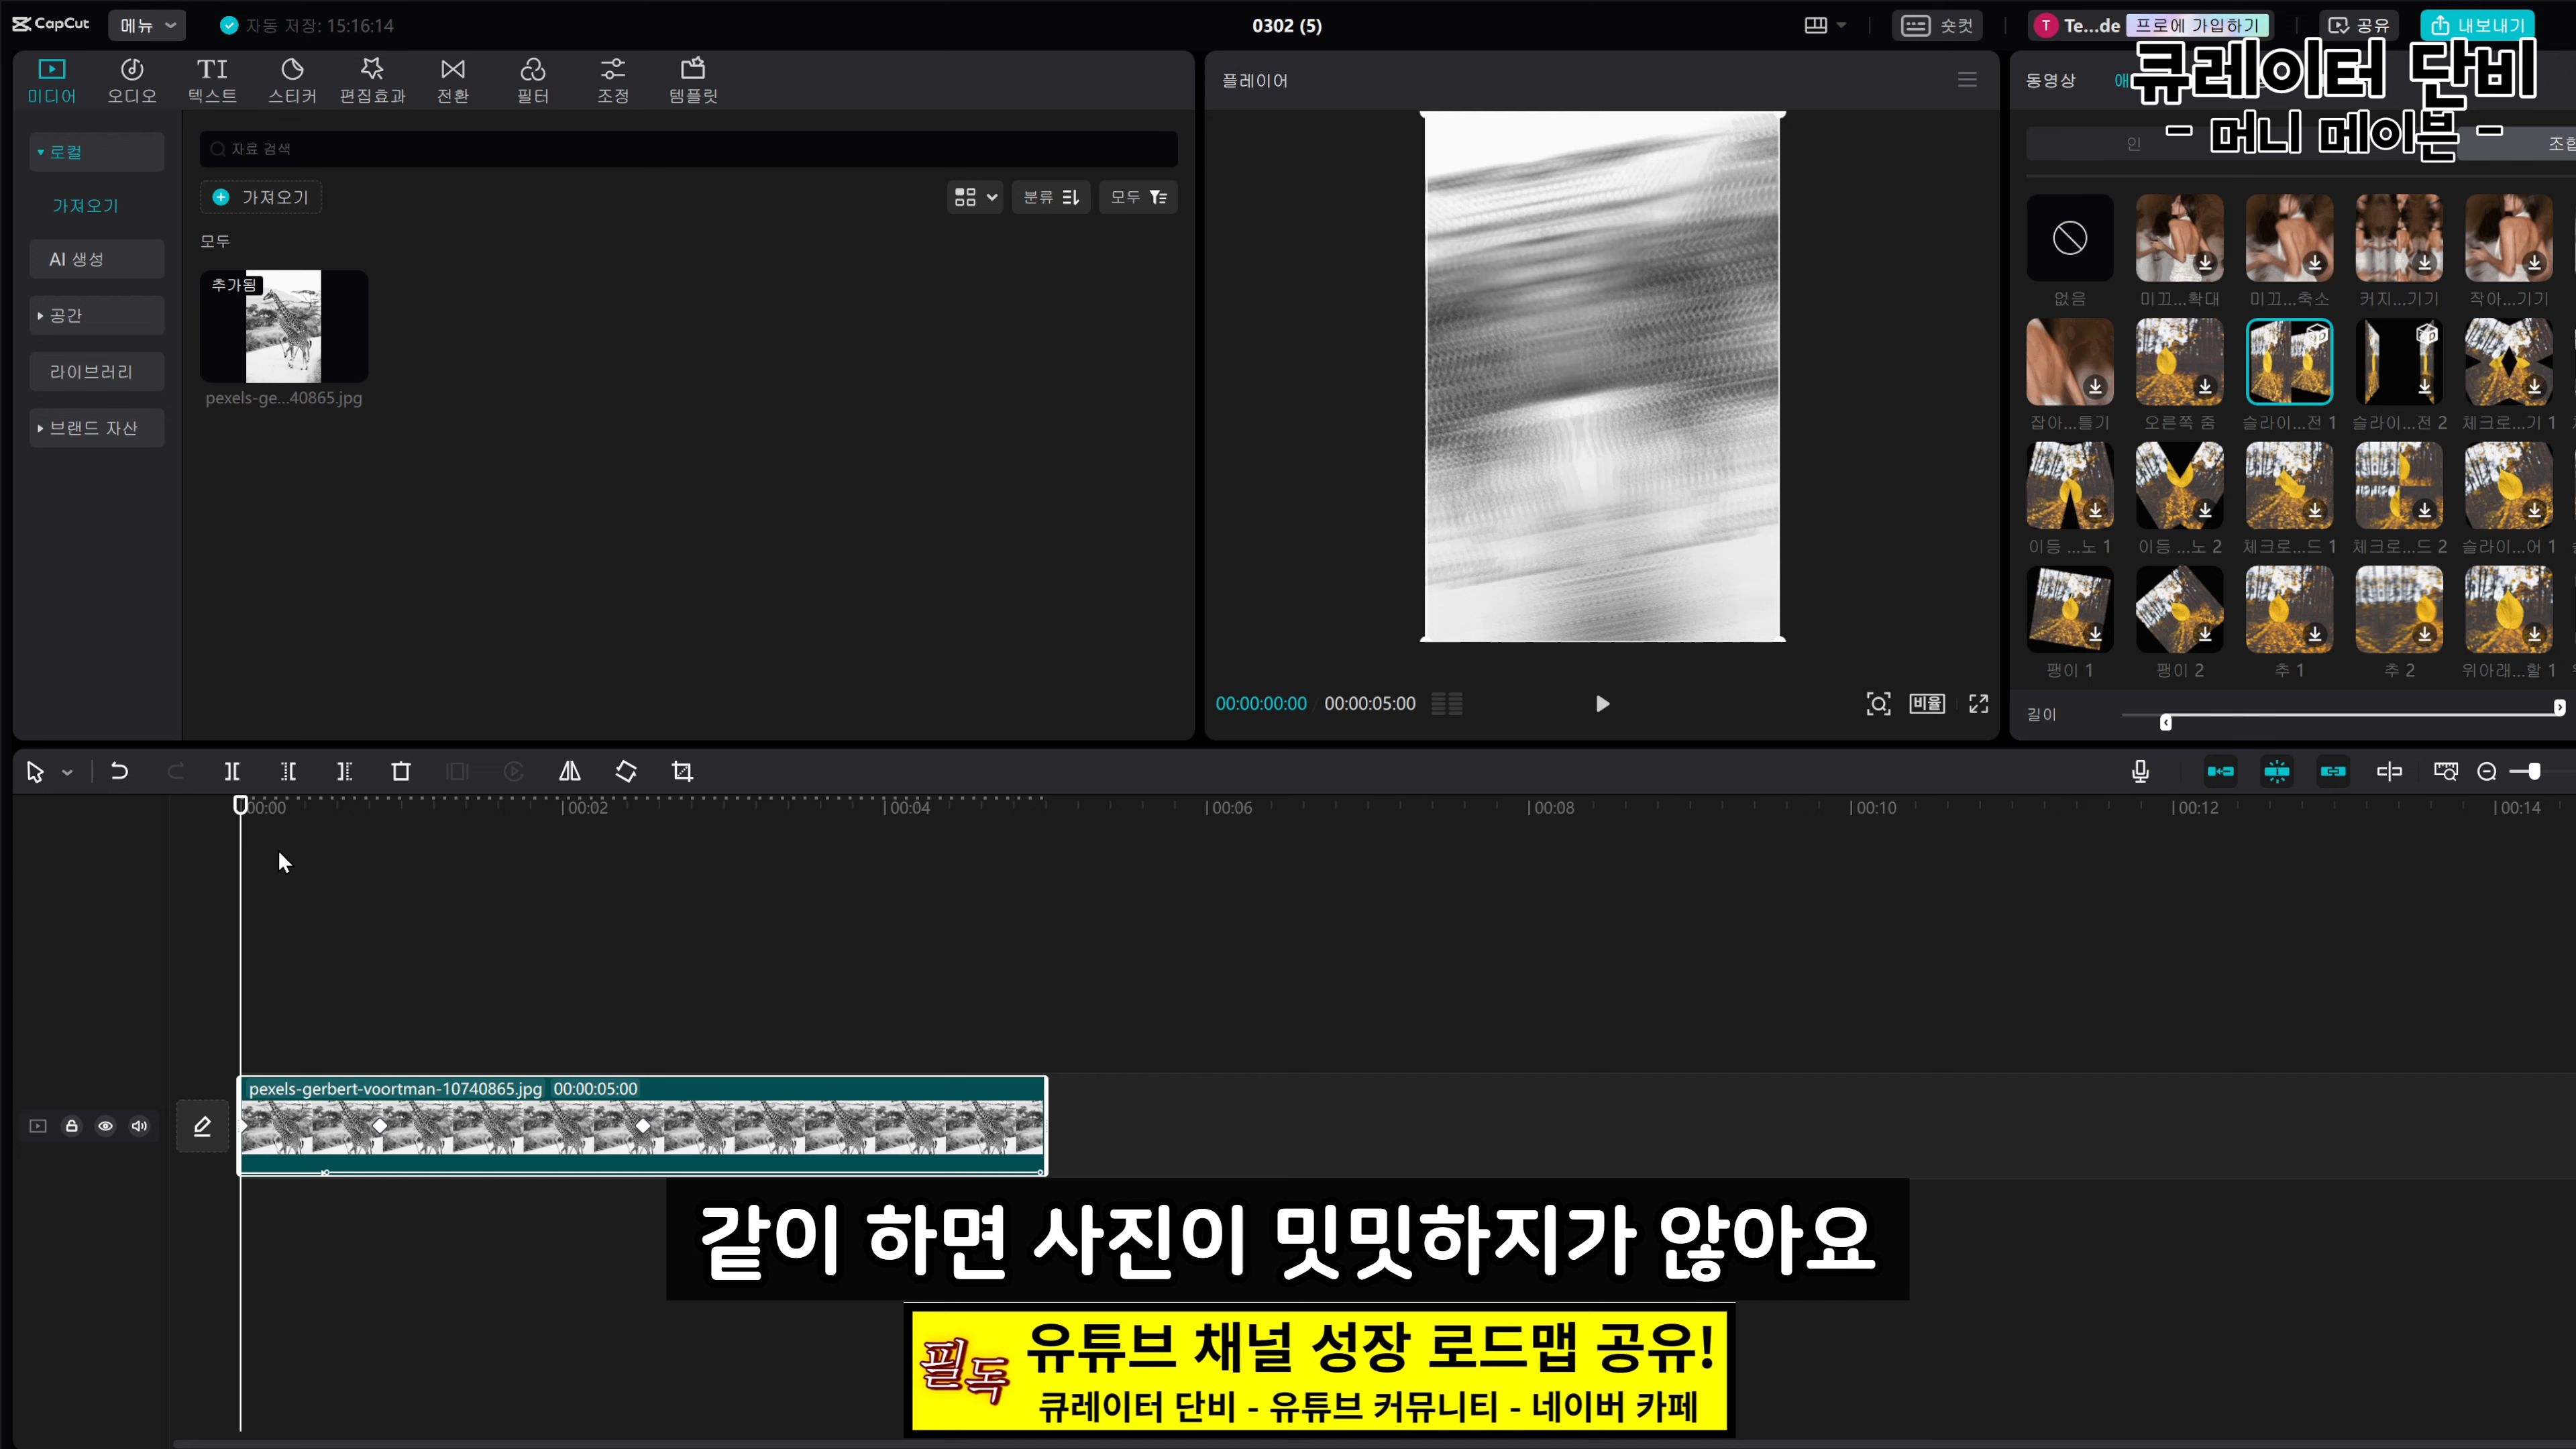 CapCut
메뉴
자동 저장: 15:16:14
0302 (5)
숏컷
T
Te...de
프로에 가입하기
공유
내보내기
큐레이터 단비
- 머니 메이븐 -
미디어
오디오
텍스트
스티커
편집효과
전환
필터
조정
템플릿
로컬
가져오기
AI 생성
공간
라이브러리
브랜드 자산
자료 검색
가져오기
분류
모두
모두
추가됨
pexels-ge...40865.jpg
플레이어
00:00:00:00
00:00:05:00
비율
동영상
애
인
조합
없음
미끄...확대
미끄...축소
커지...기기
작아...기기
잡아...틀기
오른쪽 줌
슬라이...전 1
슬라이...전 2
체크로...기 1
이등 ...노 1
이등 ...노 2
체크로...드 1
체크로...드 2
슬라이...어 1
팽이 1
팽이 2
추 1
추 2
위아래...할 1
길이
00:00
00:02
00:04
00:06
00:08
00:10
00:12
00:14
pexels-gerbert-voortman-10740865.jpg 00:00:05:00
같이 하면 사진이 밋밋하지가 않아요
필독
유튜브 채널 성장 로드맵 공유!
큐레이터 단비 - 유튜브 커뮤니티 - 네이버 카페